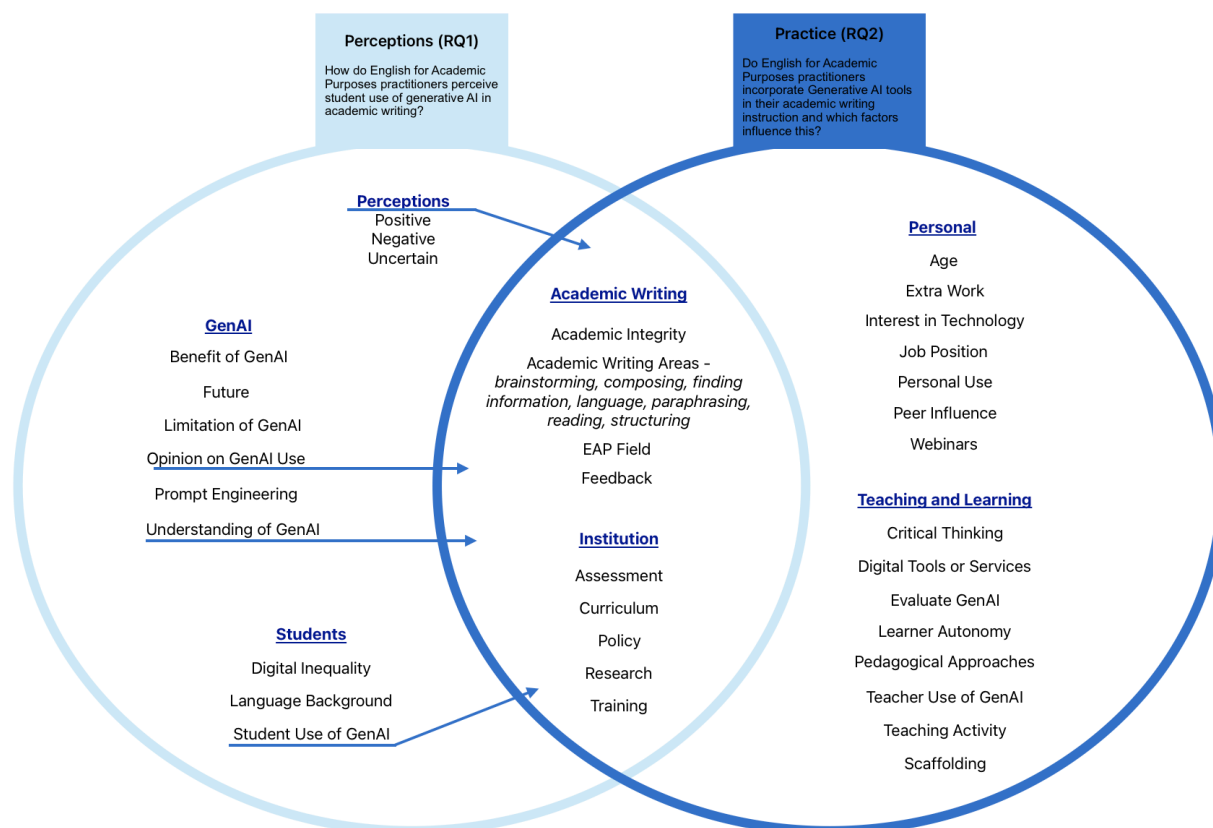 Perceptions (RQ1)
How do English for Academic
Purposes practitioners perceive
student use of generative AI in
academic writing?
Practice (RQ2)
Do English for Academic
Purposes practitioners
incorporate Generative AI tools
in their academic writing
instruction and which factors
influence this?
Perceptions
Positive
Negative
Uncertain
GenAI
Benefit of GenAI
Future
Limitation of GenAI
Opinion on GenAI Use
Prompt Engineering
Understanding of GenAI
Students
Digital Inequality
Language Background
Student Use of GenAI
Academic Writing
Academic Integrity
Academic Writing Areas -
brainstorming, composing, finding
information, language, paraphrasing,
reading, structuring
EAP Field
Feedback
Institution
Assessment
Curriculum
Policy
Research
Training
Personal
Age
Extra Work
Interest in Technology
Job Position
Personal Use
Peer Influence
Webinars
Teaching and Learning
Critical Thinking
Digital Tools or Services
Evaluate GenAI
Learner Autonomy
Pedagogical Approaches
Teacher Use of GenAI
Teaching Activity
Scaffolding